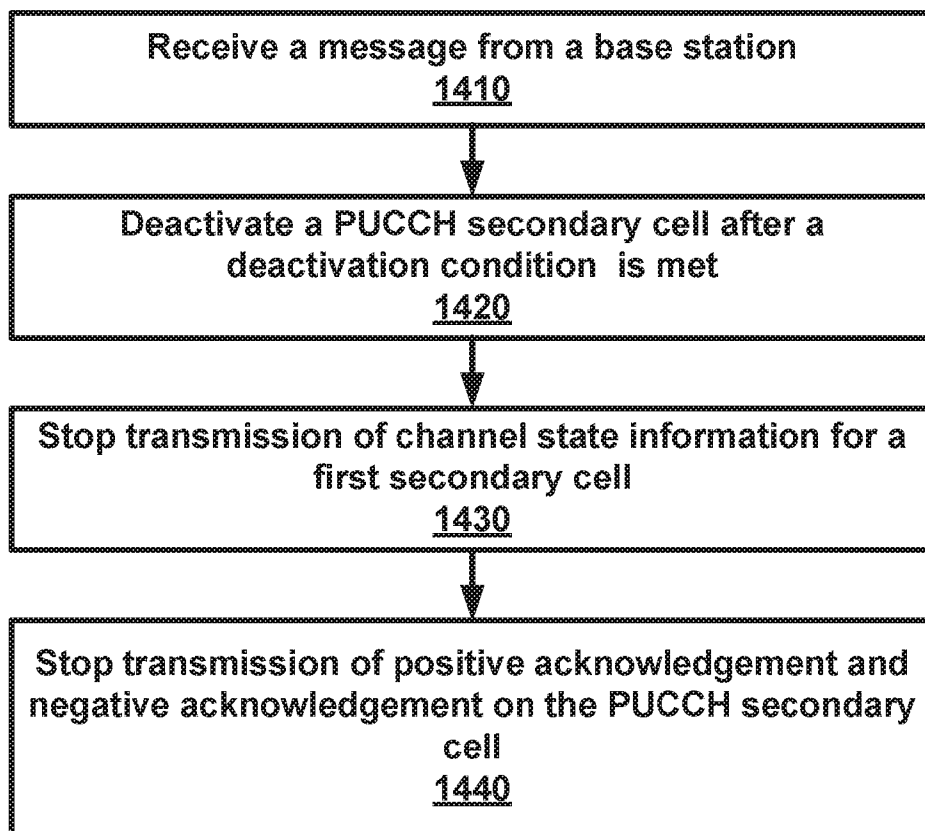 Receive a message from a base station
1410
Deactivate a PUCCH secondary cell after a
deactivation condition is met
1420
Stop transmission of channel state information for a
first secondary cell
1430
Stop transmission of positive acknowledgement and
negative acknowledgement on the PUCCH secondary
cell
1440